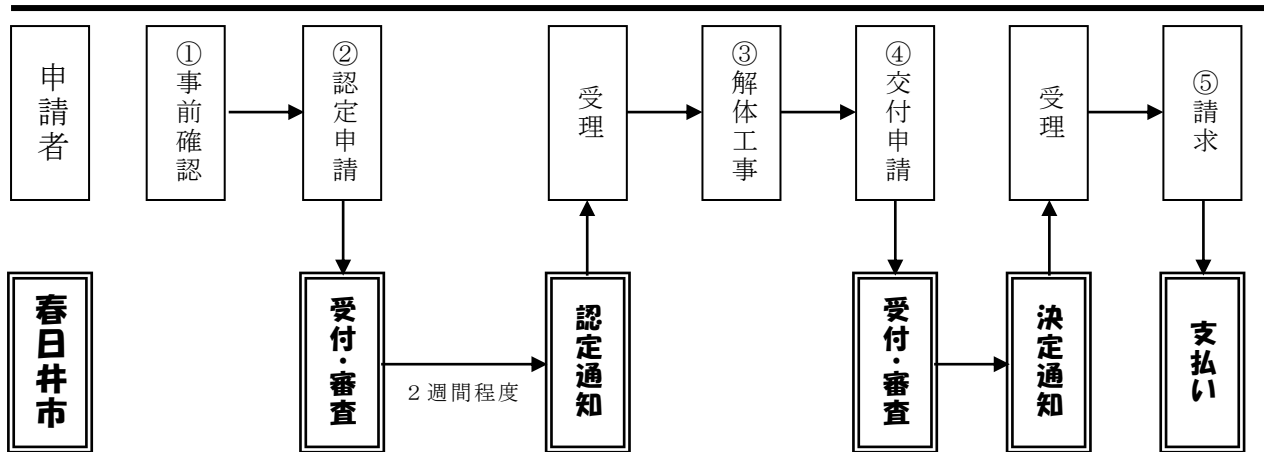 申請者
①事前確認
②認定申請
受理
③解体工事
④交付申請
受理
⑤請求
春日井市
受付・審査
2週間程度
認定通知
受付・審査
決定通知
支払い